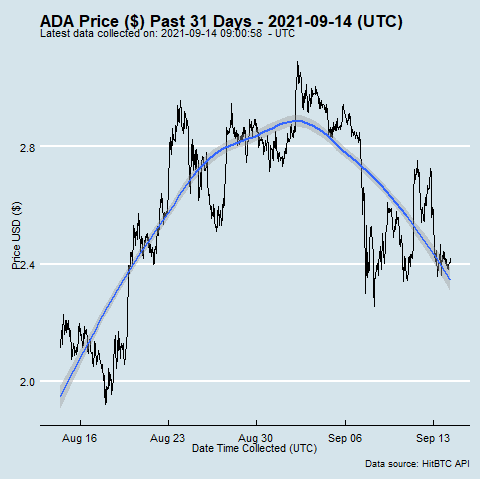 ADA Price ($) Past 31 Days - 2021-09-14 (UTC)
Latest data collected on: 2021-09-14 09:00:58  - UTC
Price USD ($)
2.8
2.4
2.0
Aug 16 Aug 23 Aug 30 Sep 06 Sep 13
Date Time Collected (UTC)
Data source: HitBTC API